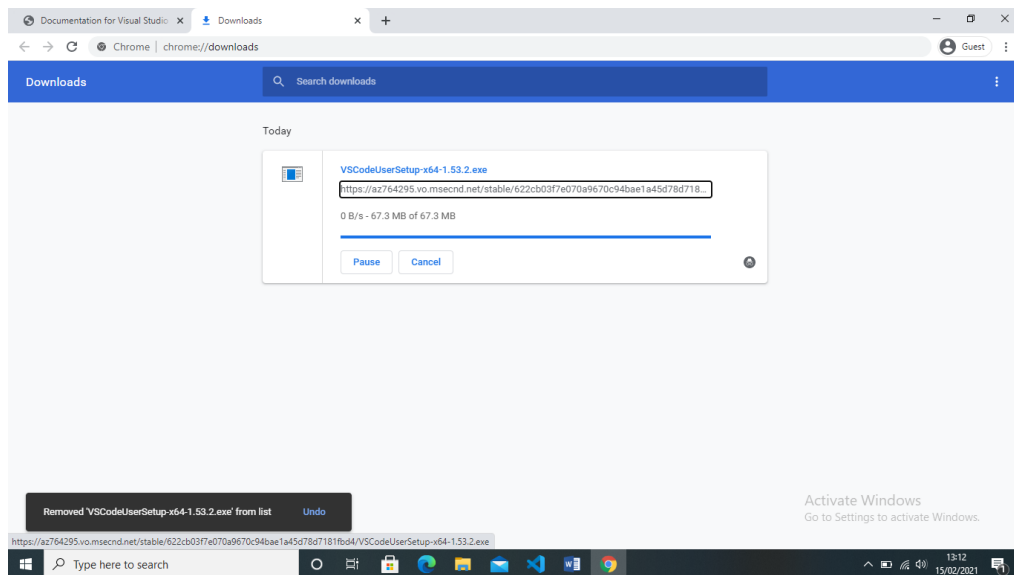 Documentation for Visual Studio
Downloads
Chrome | chrome://downloads
Guest
Downloads
Search downloads
Today
VSCodeUserSetup-x64-1.53.2.exe
https://az764295.vo.msecnd.net/stable/622cb03f7e070a9670c94bae1a45d78d718...
0 B/s - 67.3 MB of 67.3 MB
Pause
Cancel
Activate Windows
Go to Settings to activate Windows.
Removed 'VSCodeUserSetup-x64-1.53.2.exe' from list
Undo
https://az764295.vo.msecnd.net/stable/622cb03f7e070a9670c94bae1a45d78d7181fbd4/VSCodeUserSetup-x64-1.53.2.exe
Type here to search
13:12
15/02/2021